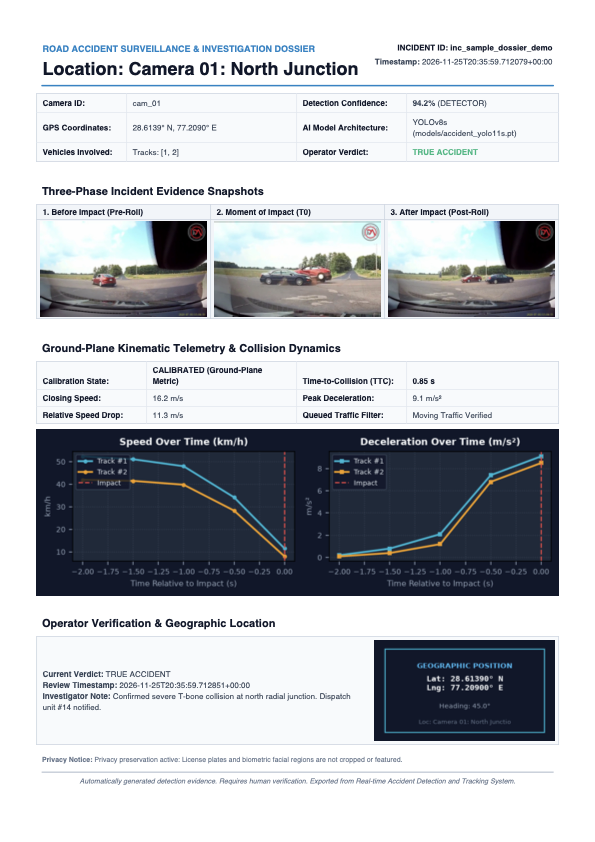 ROAD ACCIDENT SURVEILLANCE & INVESTIGATION DOSSIER
INCIDENT ID: inc_sample_dossier_demo
Location: Camera 01: North Junction
Timestamp: 2026-11-25T20:35:59.712079+00:00
Camera ID: cam_01 Detection Confidence: 94.2% (DETECTOR)
GPS Coordinates: 28.6139° N, 77.2090° E AI Model Architecture: YOLOv8s
(models/accident_yolo11s.pt)
Vehicles Involved: Tracks: [1, 2] Operator Verdict: TRUE ACCIDENT
Three-Phase Incident Evidence Snapshots
1. Before Impact (Pre-Roll) 2. Moment of Impact (T0) 3. After Impact (Post-Roll)
Ground-Plane Kinematic Telemetry & Collision Dynamics
Calibration State: CALIBRATED (Ground-Plane
Metric) Time-to-Collision (TTC): 0.85 s
Closing Speed: 16.2 m/s Peak Deceleration: 9.1 m/s²
Relative Speed Drop: 11.3 m/s Queued Traffic Filter: Moving Traffic Verified
Speed Over Time (km/h)
Track #1
Track #2
Impact
km/h
50
40
30
20
10
−2.00 −1.75 −1.50 −1.25 −1.00 −0.75 −0.50 −0.25 0.00
Time Relative to Impact (s)
Deceleration Over Time (m/s²)
Track #1
Track #2
Impact
m/s²
8
6
4
2
0
−2.00 −1.75 −1.50 −1.25 −1.00 −0.75 −0.50 −0.25 0.00
Time Relative to Impact (s)
Operator Verification & Geographic Location
Current Verdict: TRUE ACCIDENT
Review Timestamp: 2026-11-25T20:35:59.712851+00:00
Investigator Note: Confirmed severe T-bone collision at north radial junction. Dispatch
unit #14 notified.
GEOGRAPHIC POSITION
Lat: 28.61390° N
Lng: 77.20900° E
Heading: 45.0°
Loc: Camera 01: North Junctio
Privacy Notice: Privacy preservation active: License plates and biometric facial regions are not cropped or featured.
Automatically generated detection evidence. Requires human verification. Exported from Real-time Accident Detection and Tracking System.